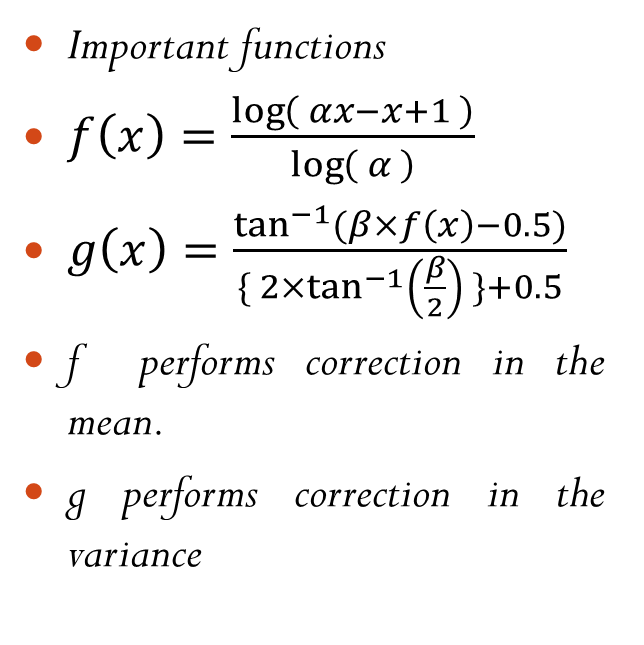 • Important functions
• f(x) = log( αx−x+1 ) / log( α )
• g(x) = tan⁻¹(β×f(x)−0.5) / { 2×tan⁻¹(β/2) }+0.5
• f performs correction in the
mean.
• g performs correction in the
variance